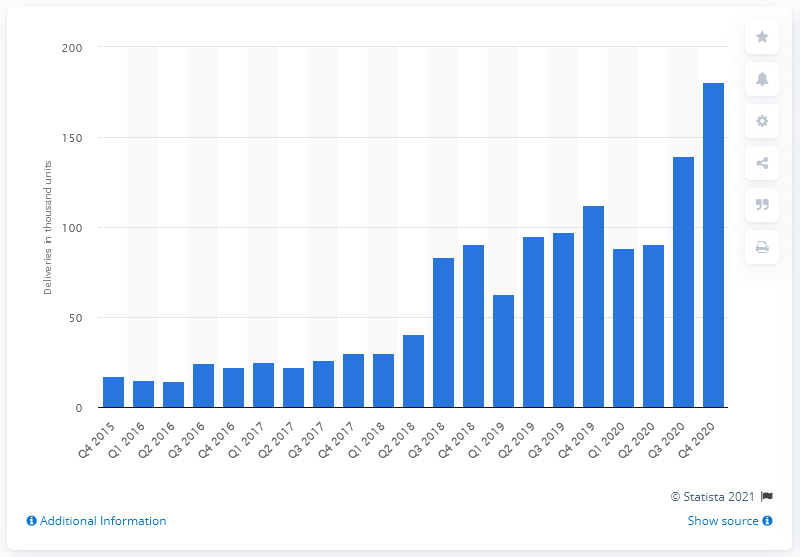 200
150
100
50
0
Deliveries in thousand units
Q4 2015
Q1 2016
Q2 2016
Q3 2016
Q4 2016
Q1 2017
Q2 2017
Q3 2017
Q4 2017
Q1 2018
Q2 2018
Q3 2018
Q4 2018
Q1 2019
Q2 2019
Q3 2019
Q4 2019
Q1 2020
Q2 2020
Q3 2020
Q4 2020
© Statista 2021
Additional Information
Show source